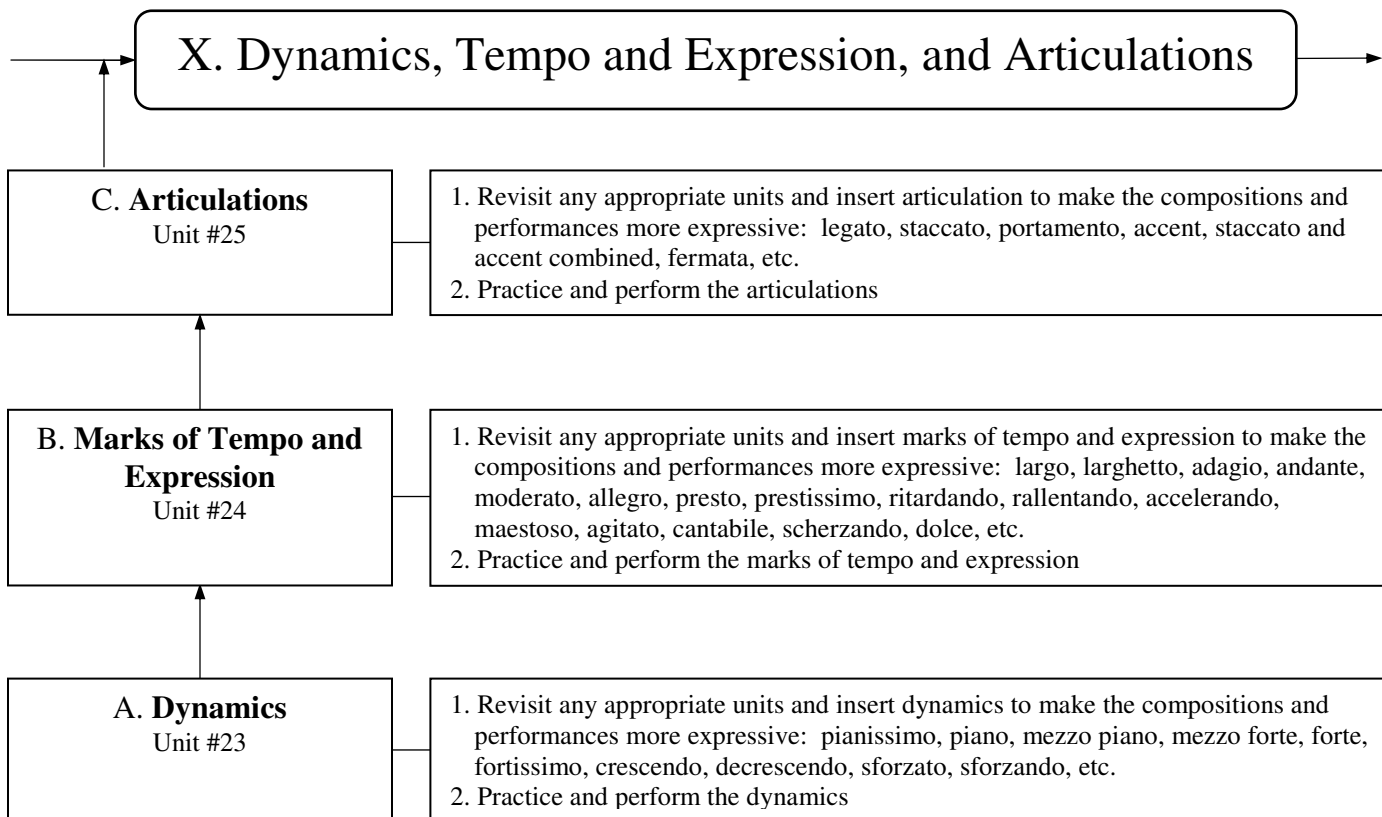 X. Dynamics, Tempo and Expression, and Articulations
C. Articulations
Unit #25
1. Revisit any appropriate units and insert articulation to make the compositions and
performances more expressive:  legato, staccato, portamento, accent, staccato and
accent combined, fermata, etc.
2. Practice and perform the articulations
B. Marks of Tempo and
Expression
Unit #24
1. Revisit any appropriate units and insert marks of tempo and expression to make the
compositions and performances more expressive:  largo, larghetto, adagio, andante,
moderato, allegro, presto, prestissimo, ritardando, rallentando, accelerando,
maestoso, agitato, cantabile, scherzando, dolce, etc.
2. Practice and perform the marks of tempo and expression
A. Dynamics
Unit #23
1. Revisit any appropriate units and insert dynamics to make the compositions and
performances more expressive:  pianissimo, piano, mezzo piano, mezzo forte, forte,
fortissimo, crescendo, decrescendo, sforzato, sforzando, etc.
2. Practice and perform the dynamics